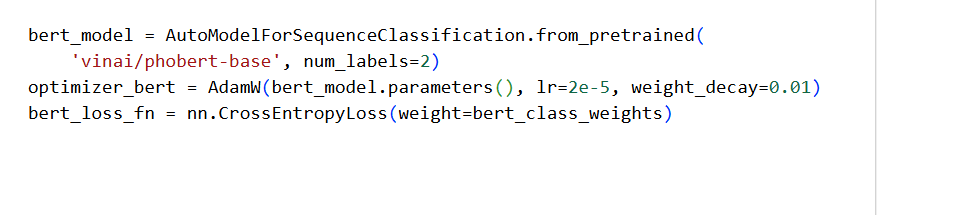 bert_model = AutoModelForSequenceClassification.from_pretrained(
    'vinai/phobert-base', num_labels=2)
optimizer_bert = AdamW(bert_model.parameters(), lr=2e-5, weight_decay=0.01)
bert_loss_fn = nn.CrossEntropyLoss(weight=bert_class_weights)